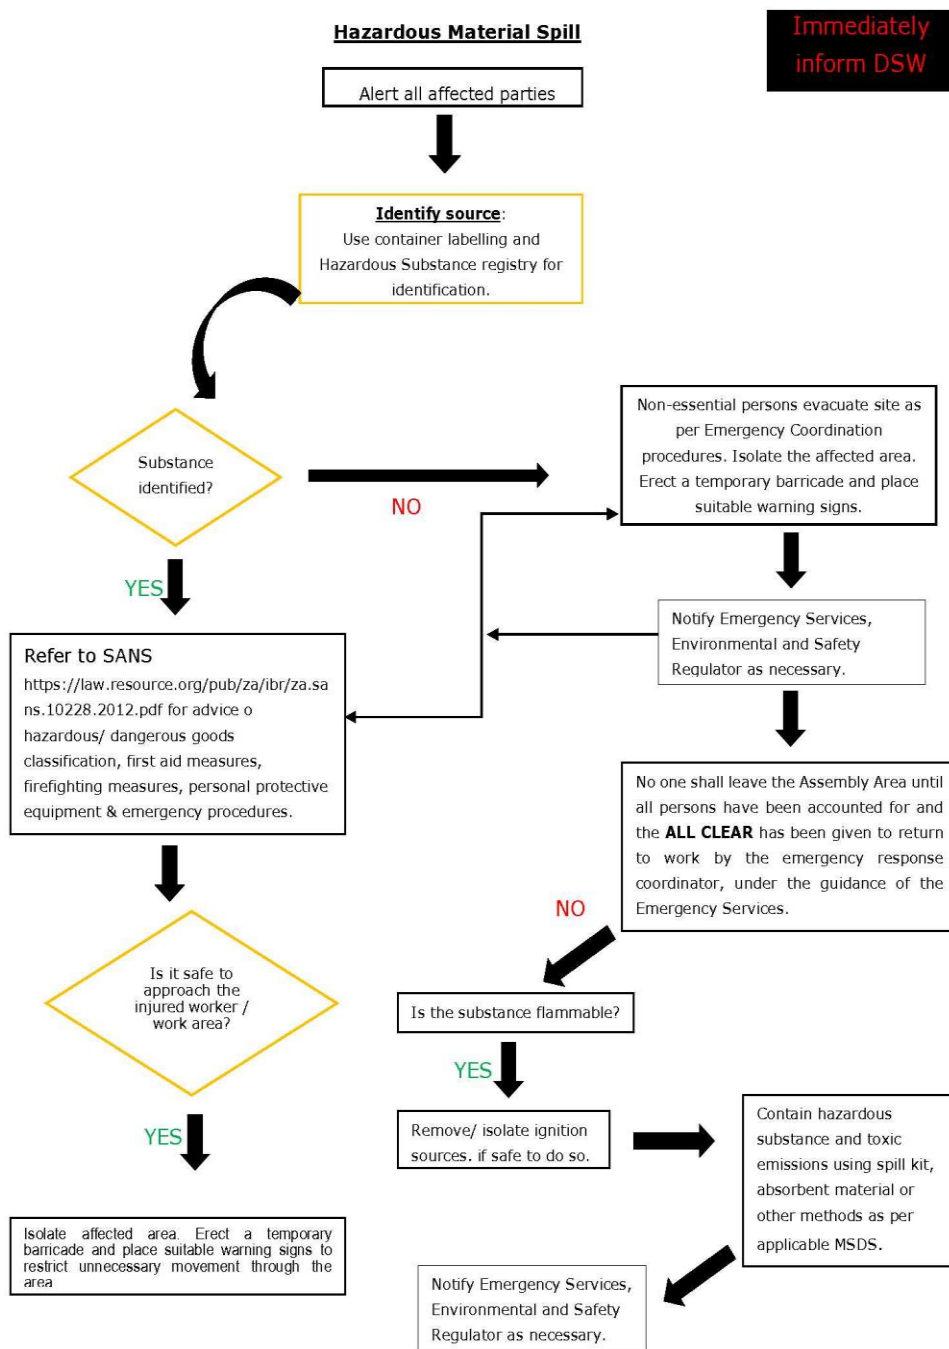 Hazardous Material Spill
Immediately
inform DSW
Alert all affected parties
Identify source:
Use container labelling and
Hazardous Substance registry for
identification.
Substance
identified?
NO
YES
Non-essential persons evacuate site as
per Emergency Coordination
procedures. Isolate the affected area.
Erect a temporary barricade and place
suitable warning signs.
Notify Emergency Services,
Environmental and Safety
Regulator as necessary.
Refer to SANS
https://law.resource.org/pub/za/ibr/za.sa
ns.10228.2012.pdf for advice o
hazardous/ dangerous goods
classification, first aid measures,
firefighting measures, personal protective
equipment & emergency procedures.
No one shall leave the Assembly Area until
all persons have been accounted for and
the ALL CLEAR has been given to return
to work by the emergency response
coordinator, under the guidance of the
Emergency Services.
NO
Is it safe to
approach the
injured worker /
work area?
YES
Is the substance flammable?
YES
Remove/ isolate ignition
sources. if safe to do so.
Contain hazardous
substance and toxic
emissions using spill kit,
absorbent material or
other methods as per
applicable MSDS.
Isolate affected area. Erect a temporary
barricade and place suitable warning signs to
restrict unnecessary movement through the
area
Notify Emergency Services,
Environmental and Safety
Regulator as necessary.